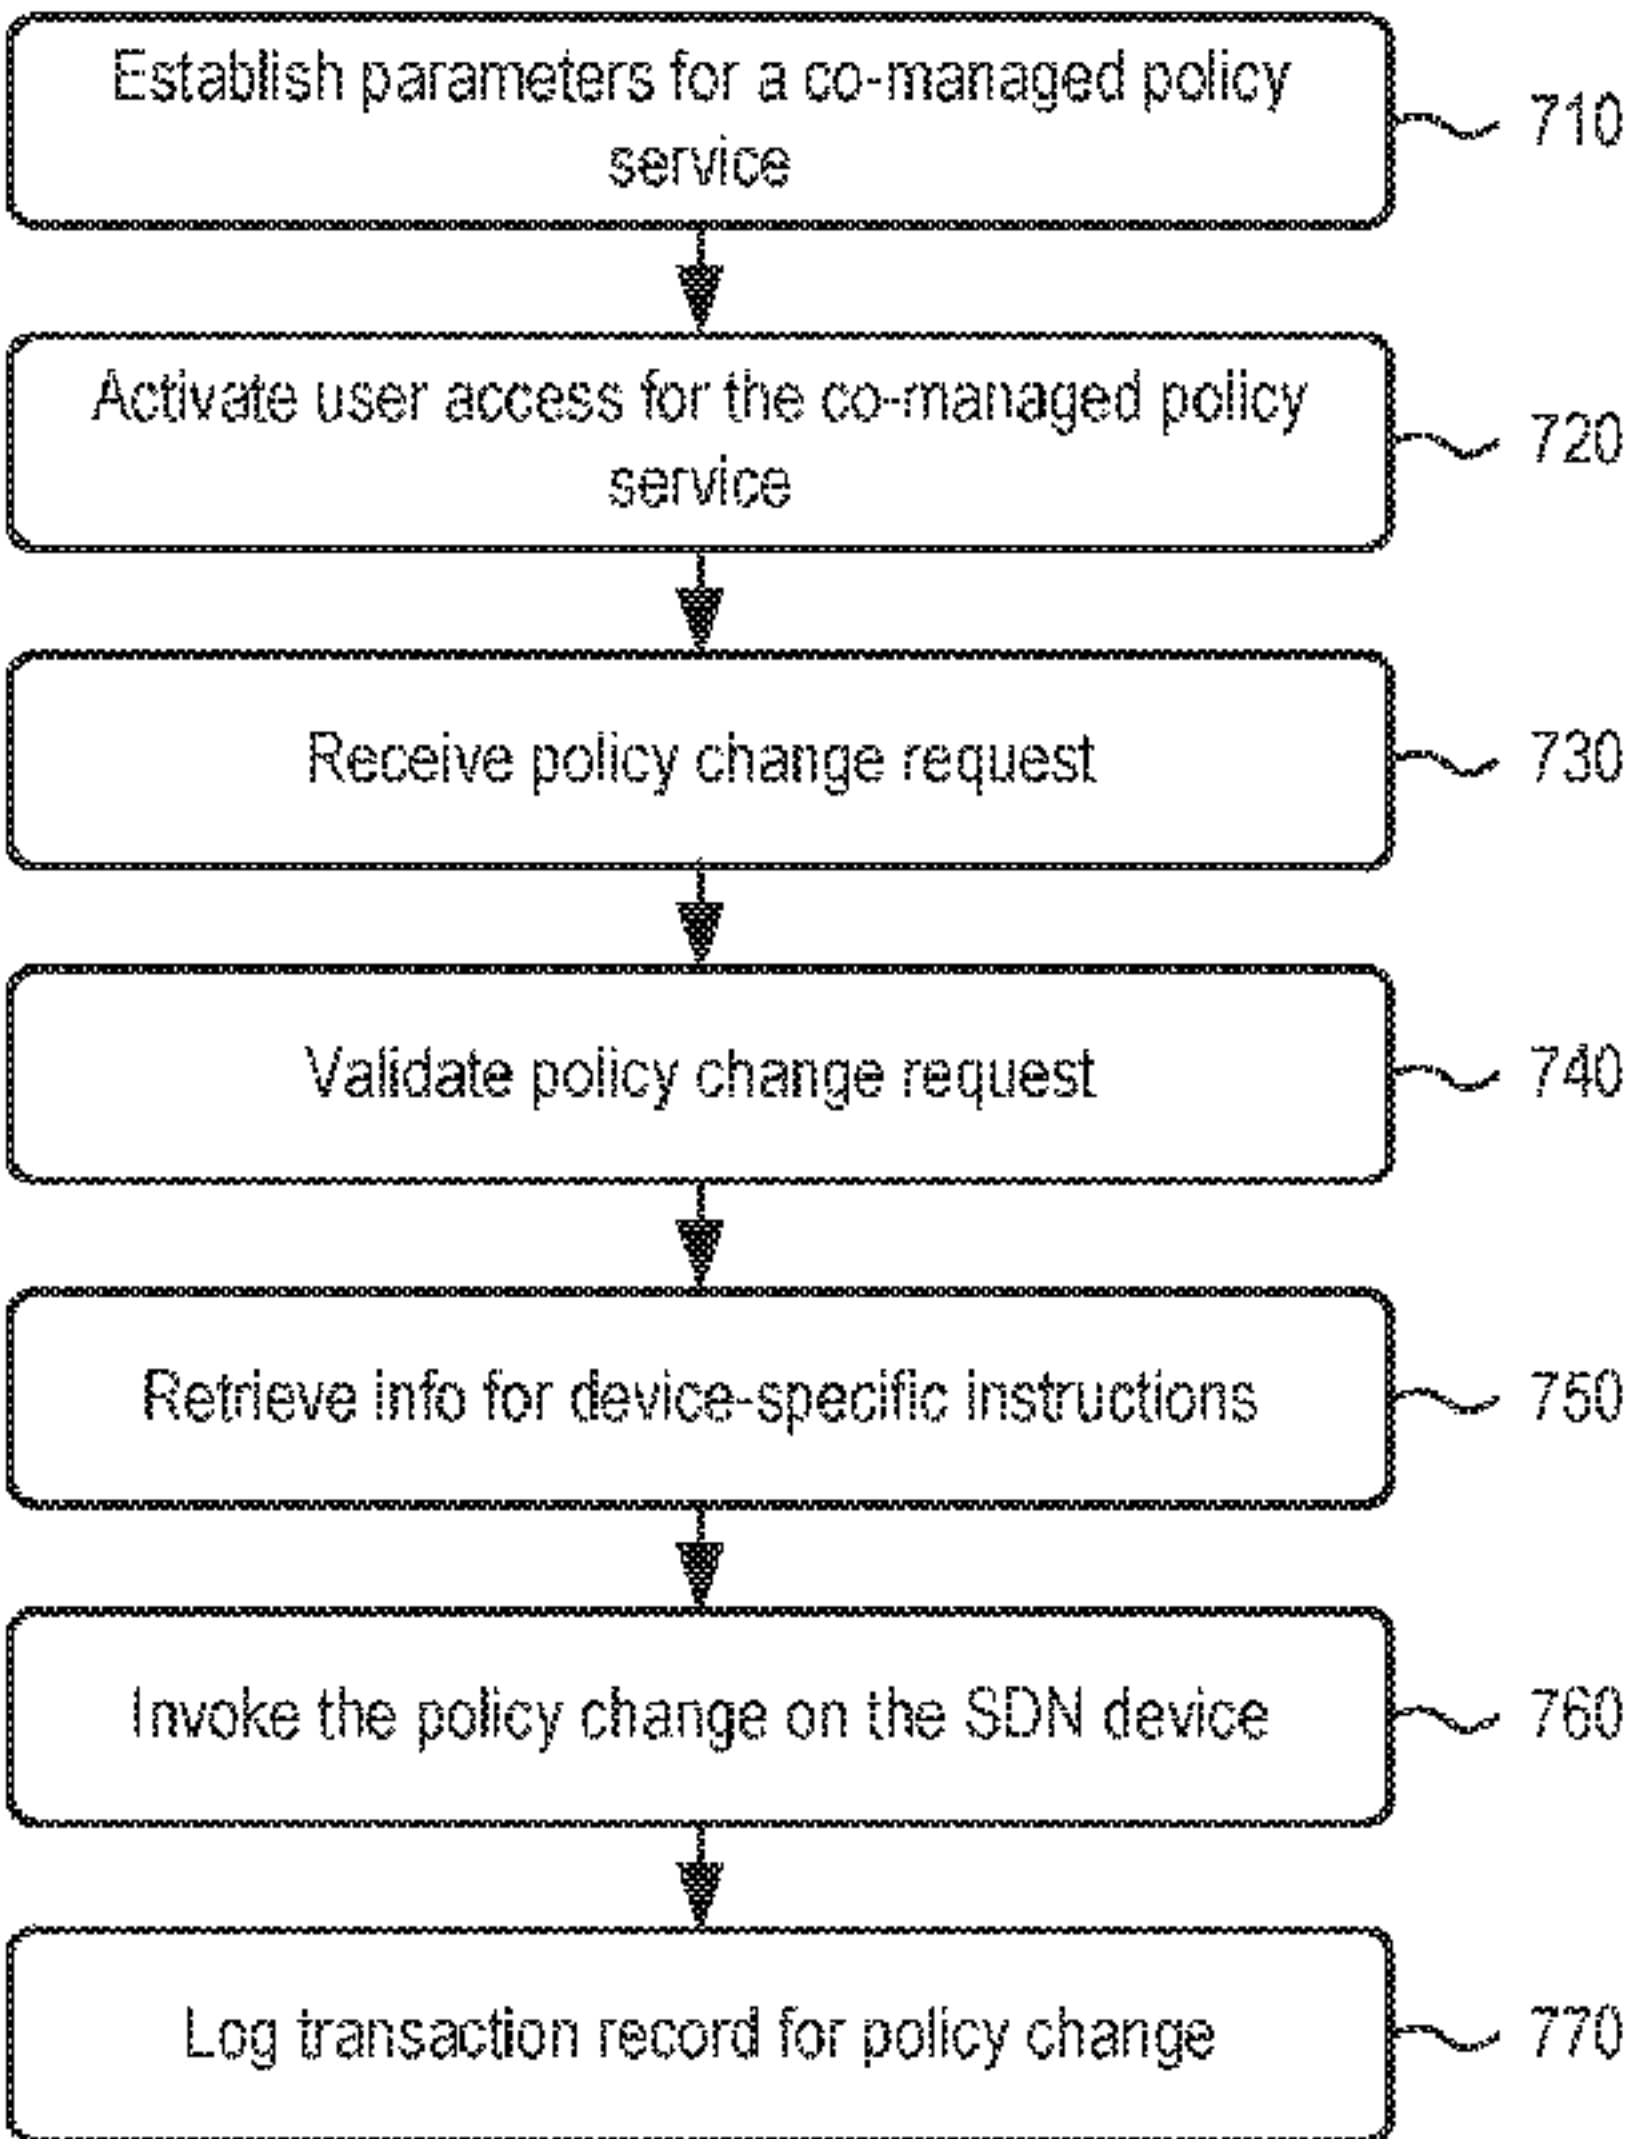 Establish parameters for a co-managed policy
service
710
Activate user access for the co-managed policy
service
720
Receive policy change request
730
Validate policy change request
740
Retrieve info for device-specific instructions
750
Invoke the policy change on the SDN device
760
Log transaction record for policy change
770